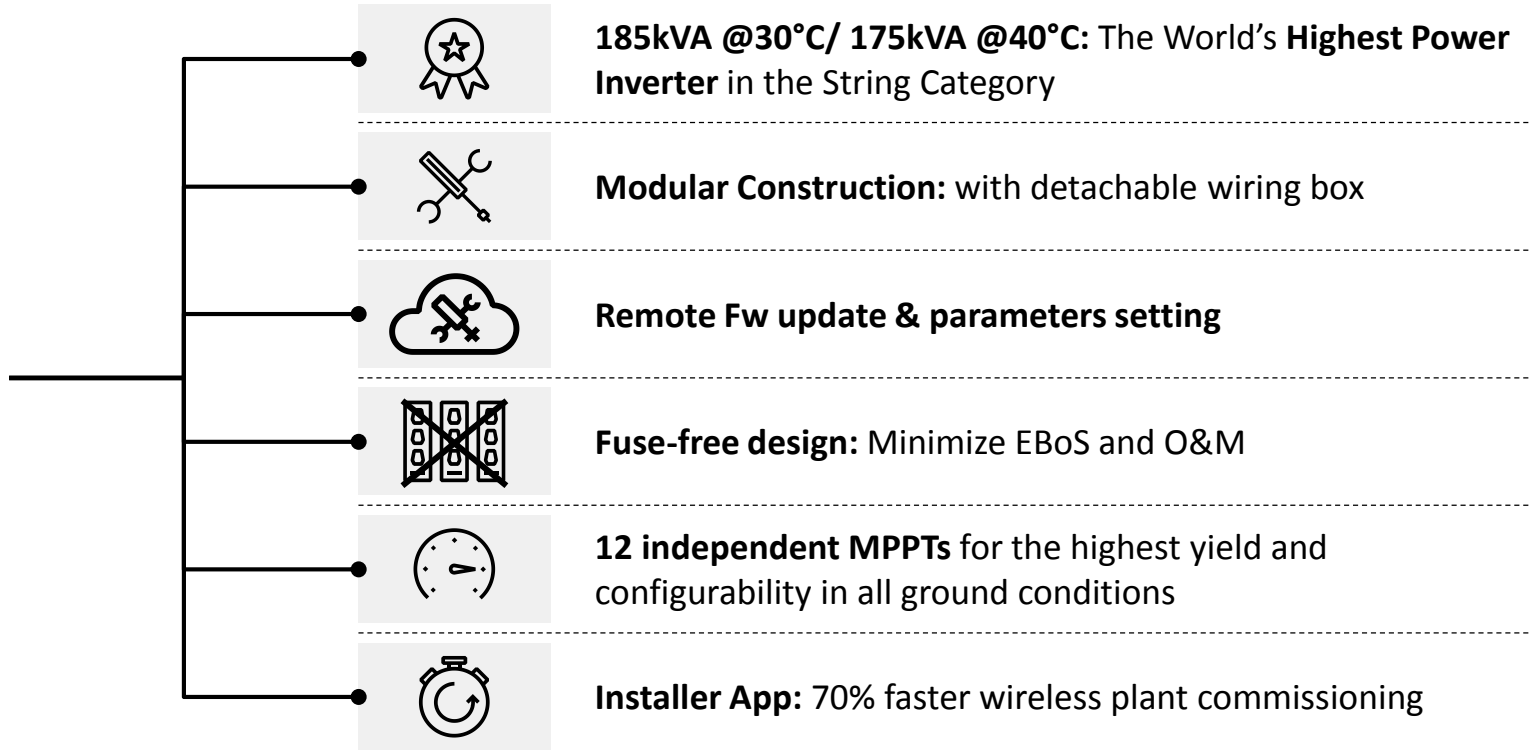 185kVA @30°C/ 175kVA @40°C: The World’s Highest Power
Inverter in the String Category
Modular Construction: with detachable wiring box
Remote Fw update & parameters setting
Fuse-free design: Minimize EBoS and O&M
12 independent MPPTs for the highest yield and
configurability in all ground conditions
Installer App: 70% faster wireless plant commissioning